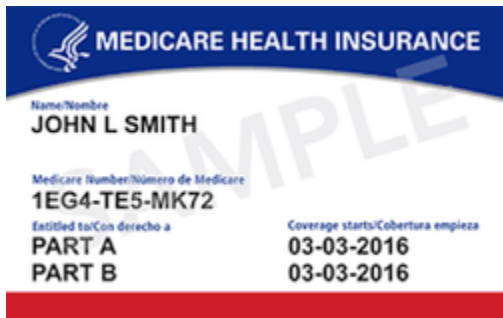 MEDICARE HEALTH INSURANCE
SAMPLE
Name/Nombre
JOHN L SMITH
Medicare Number/Número de Medicare
1EG4-TE5-MK72
Entitled to/Con derecho a Coverage starts/Cobertura empieza
PART A 03-03-2016
PART B 03-03-2016